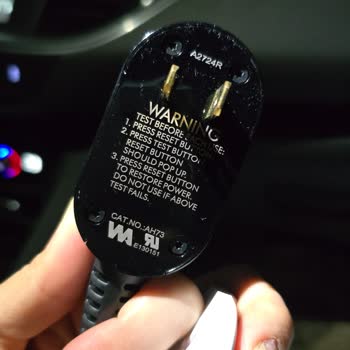 A2724R
WARNING
TEST BEFORE EACH USE:
1. PRESS RESET BUTTON
2. PRESS TEST BUTTON
RESET BUTTON
SHOULD POP UP.
3. PRESS RESET BUTTON
TO RESTORE POWER.
DO NOT USE IF ABOVE
TEST FAILS.
CAT.NO.:AH73
E130181